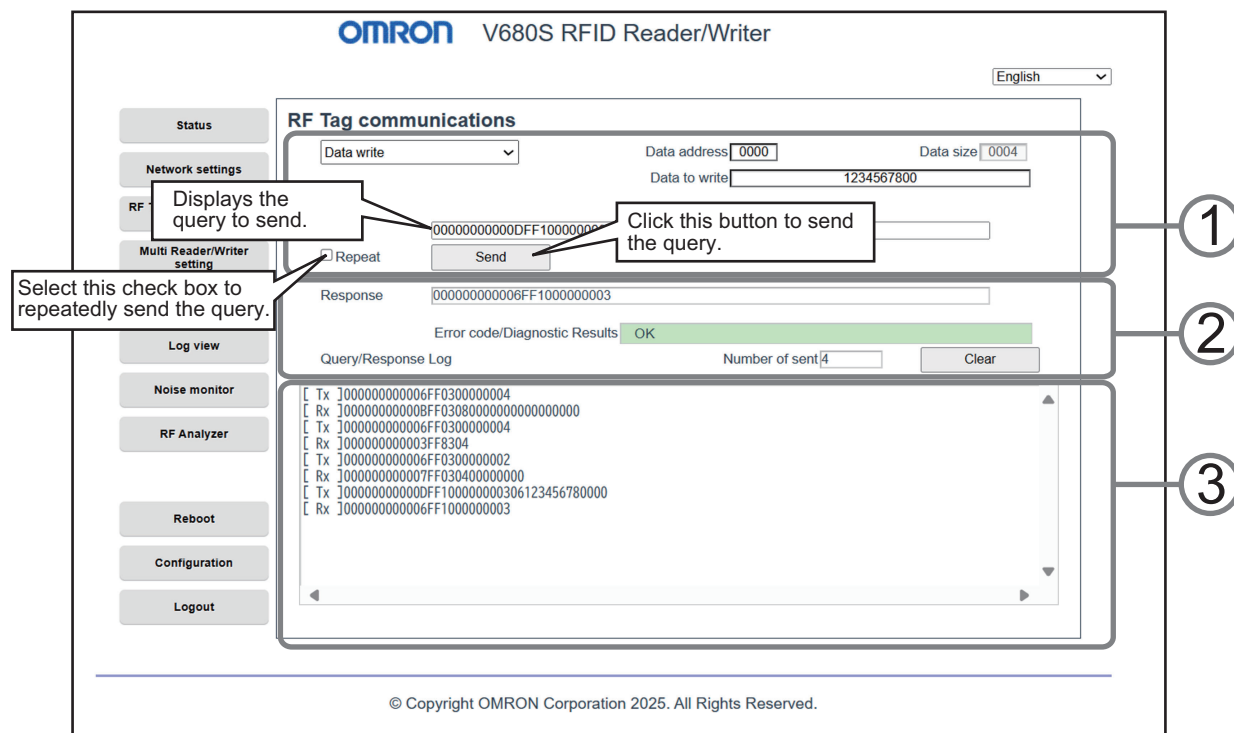 OMRON V680S RFID Reader/Writer
English
Status
Network settings
RF T
Multi Reader/Writer
setting
Log view
Noise monitor
RF Analyzer
Reboot
Configuration
Logout
RF Tag communications
Data write
Data address 0000
Data size 0004
Data to write 1234567800
Displays the
query to send.
00000000000DFF10000000
Click this button to send
the query.
Repeat
Send
Select this check box to
repeatedly send the query.
1
Response 000000000006FF1000000003
Error code/Diagnostic Results OK
Query/Response Log
Number of sent 4
Clear
2
[ Tx ]000000000006FF0300000004
[ Rx ]00000000000BFF03080000000000000000
[ Tx ]000000000006FF0300000004
[ Rx ]000000000003FF8304
[ Tx ]000000000006FF0300000002
[ Rx ]000000000007FF030400000000
[ Tx ]00000000000DFF1000000003061234567800​00
[ Rx ]000000000006FF1000000003
3
© Copyright OMRON Corporation 2025. All Rights Reserved.